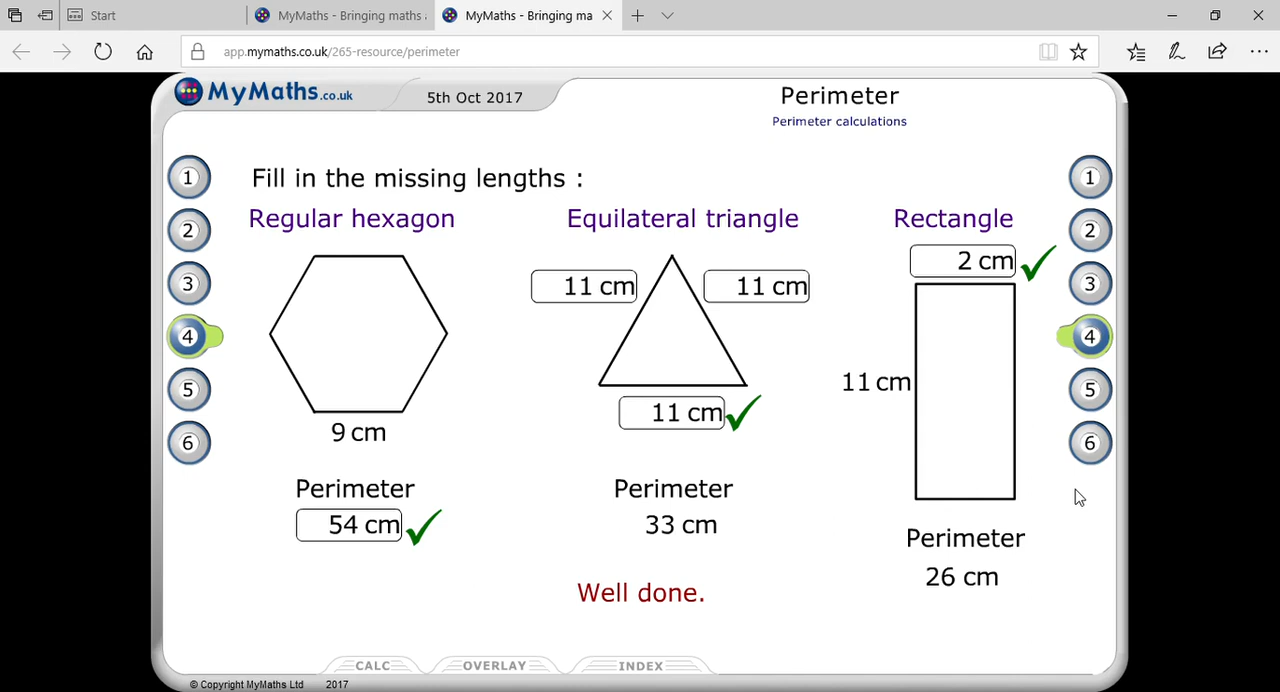 Start
MyMaths - Bringing maths
MyMaths - Bringing ma
app.mymaths.co.uk/265-resource/perimeter
MyMaths.co.uk
5th Oct 2017
Perimeter
Perimeter calculations
Fill in the missing lengths :
Regular hexagon
Equilateral triangle
Rectangle
1
2
3
4
5
6
9 cm
Perimeter
54 cm
11 cm
11 cm
11 cm
Perimeter
33 cm
2 cm
11 cm
Perimeter
26 cm
1
2
3
4
5
6
Well done.
CALC
OVERLAY
INDEX
© Copyright MyMaths Ltd 2017